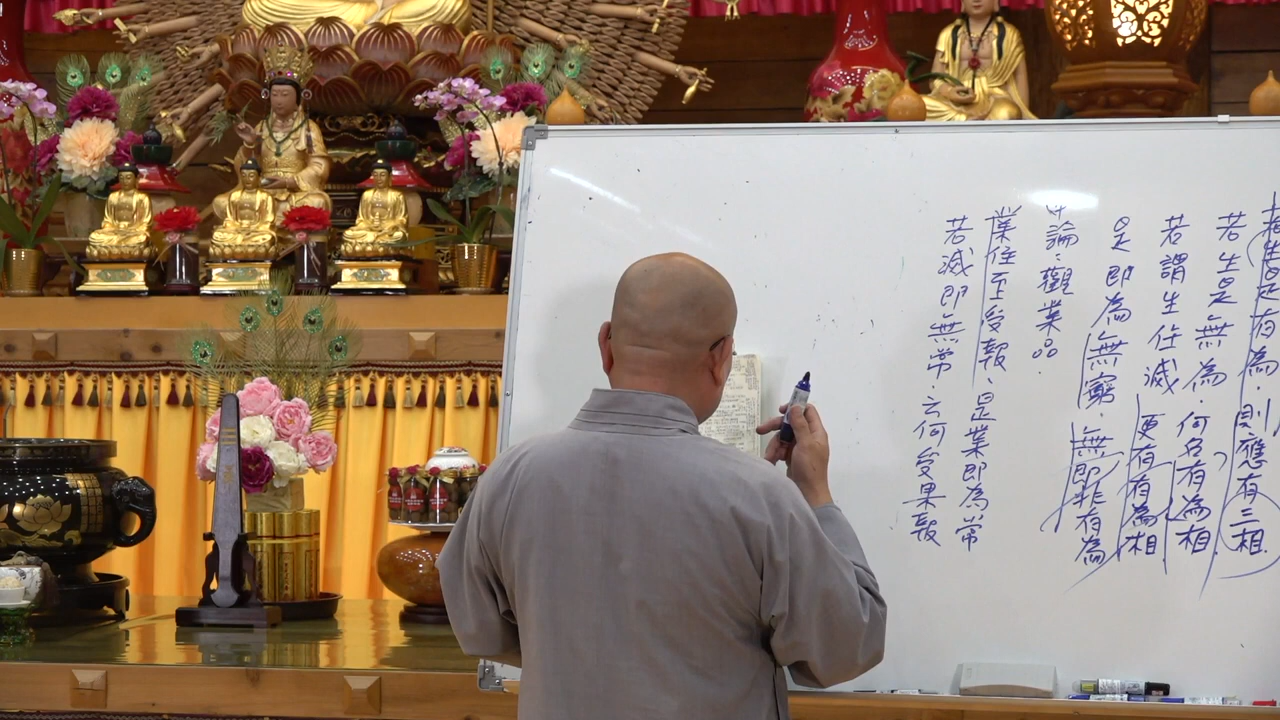 若生是有為、則應有三相
若生是無為、何名有為相
若謂生住滅 更有有為相
是即為無窮、無即非有為
中論:觀業品。
業住至受報、是業即為常
若滅即無常、云何受果報